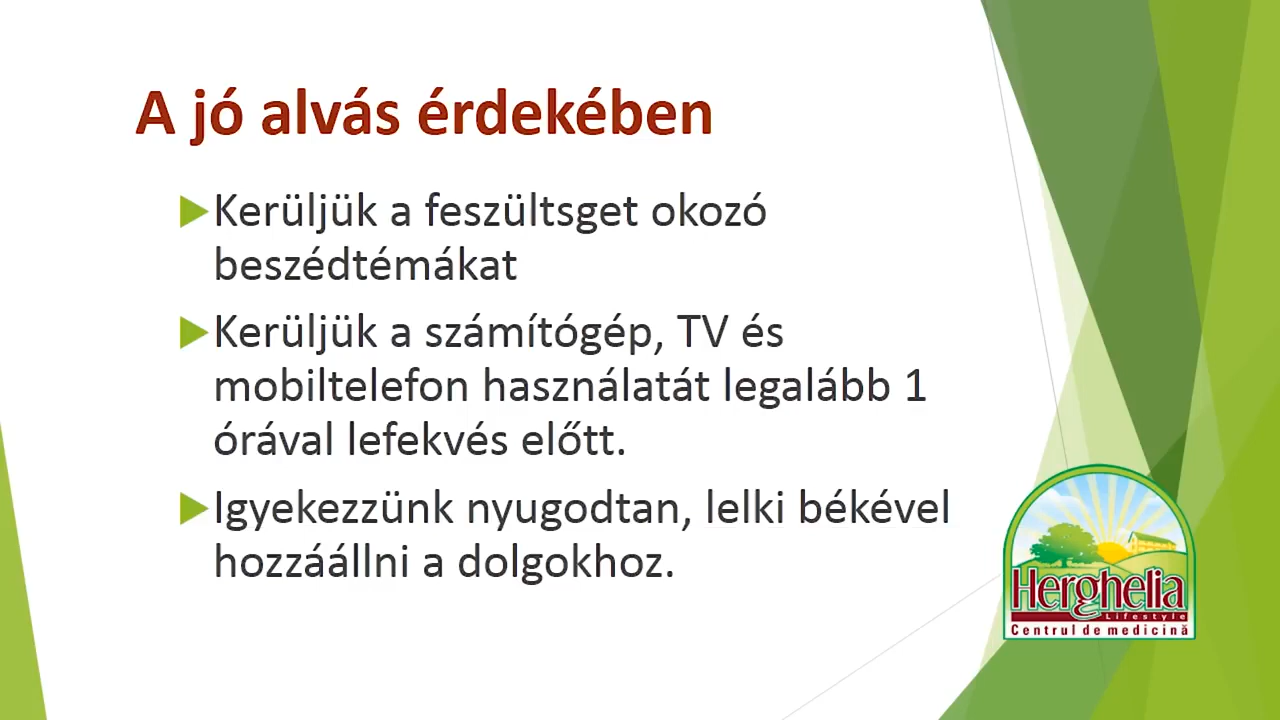 A jó alvás érdekében
Kerüljük a feszültsget okozó
beszédtémákat
Kerüljük a számítógép, TV és
mobiltelefon használatát legalább 1
órával lefekvés előtt.
Igyekezzünk nyugodtan, lelki békével
hozzáállni a dolgokhoz.
Herghelia
Lifestyle
Centrul de medicină